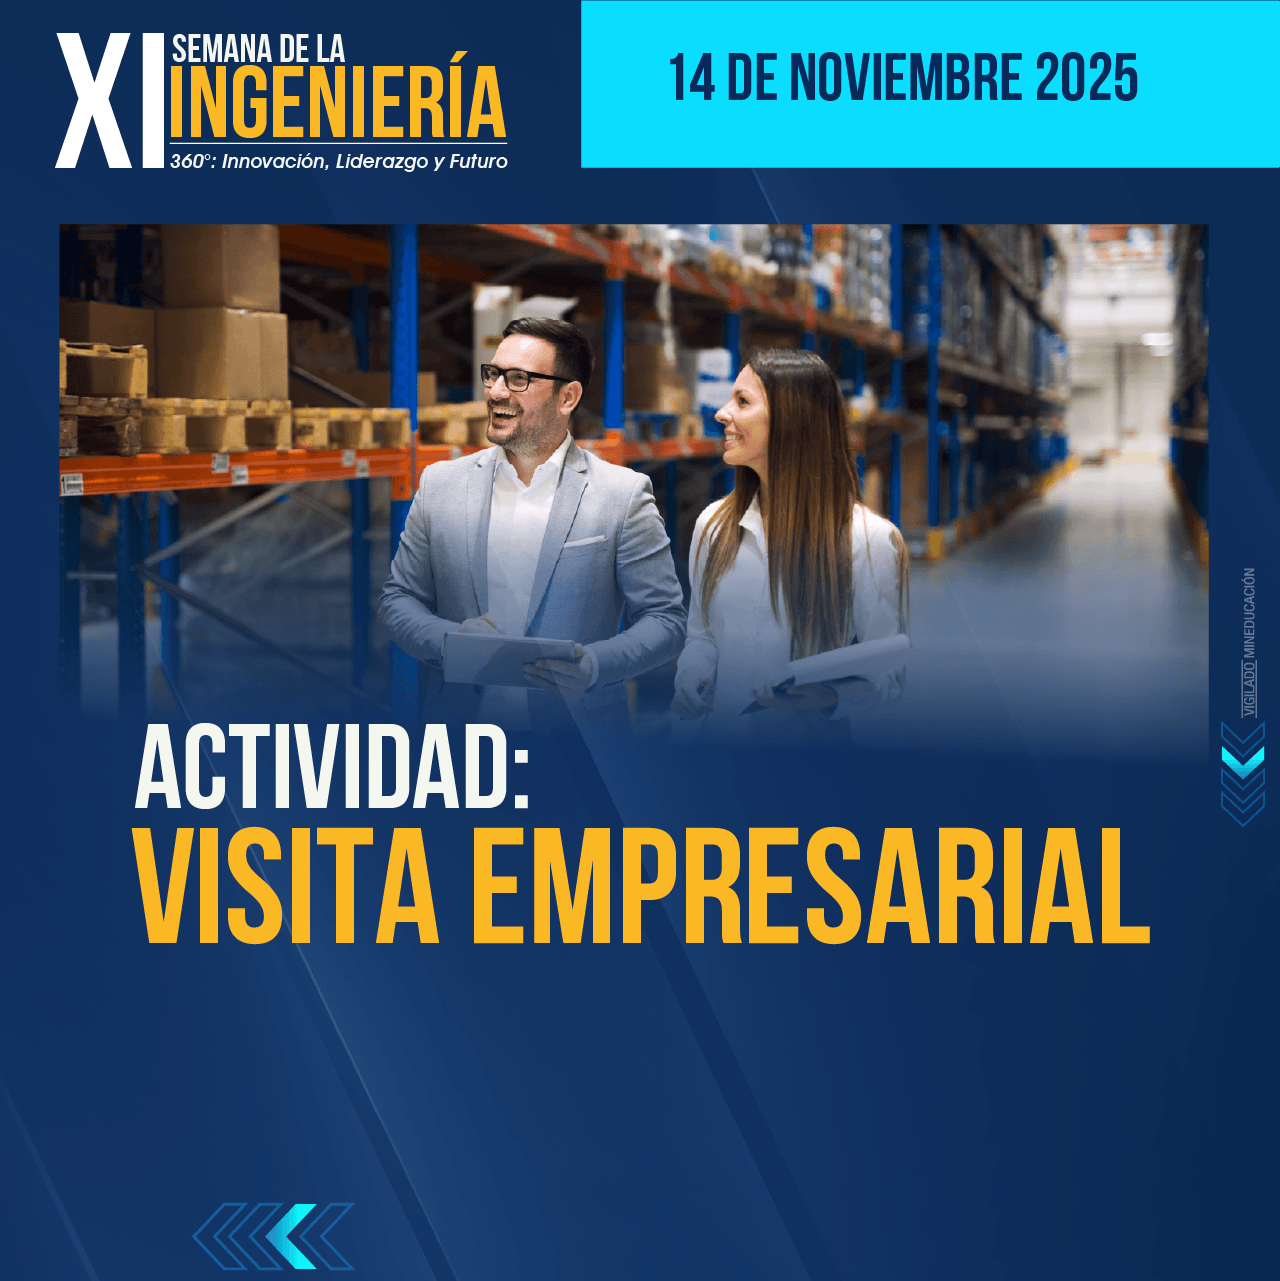 XI
SEMANA DE LA
INGENIERÍA
360°: Innovación, Liderazgo y Futuro
14 DE NOVIEMBRE 2025
VIGILADO MINEDUCACIÓN
ACTIVIDAD:
VISITA EMPRESARIAL